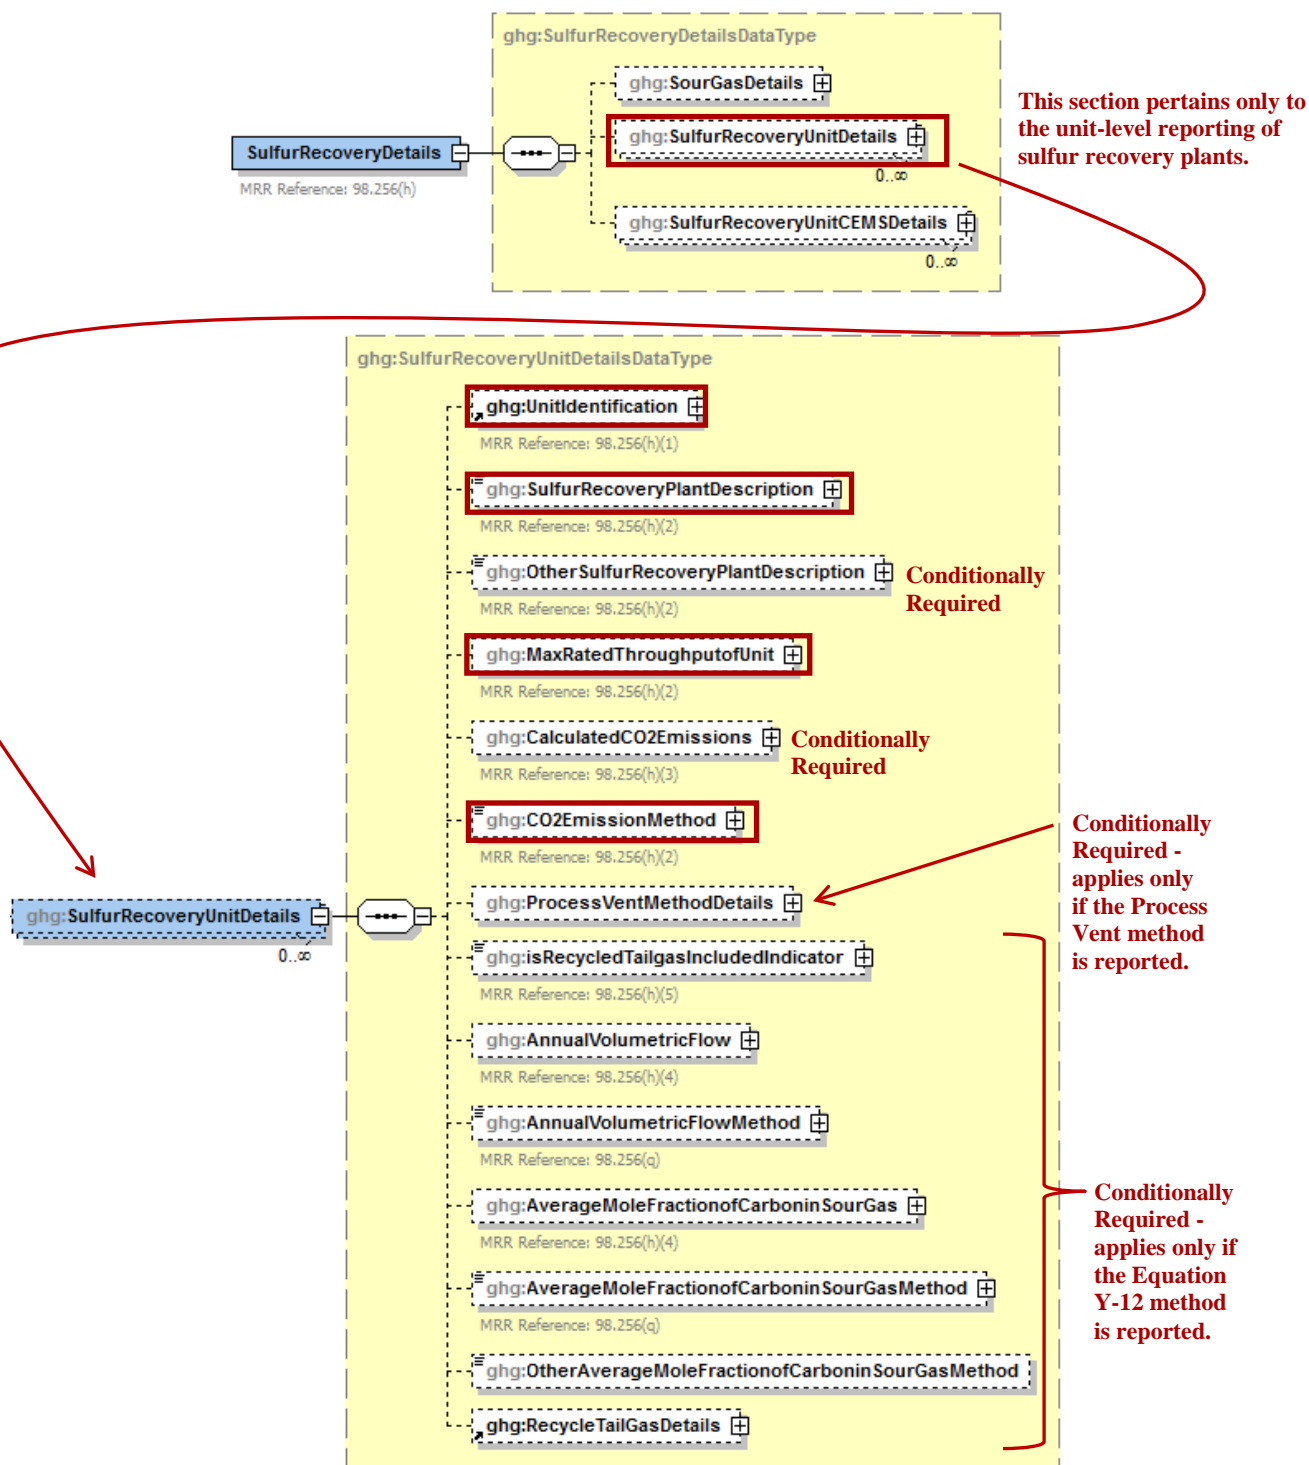 ghg:SulfurRecoveryDetailsDataType
ghg:SourGasDetails
This section pertains only to
the unit-level reporting of
sulfur recovery plants.
ghg:SulfurRecoveryUnitDetails
0..∞
SulfurRecoveryDetails
MRR Reference: 98.256(h)
ghg:SulfurRecoveryUnitCEMSDetails
0..∞
ghg:SulfurRecoveryUnitDetailsDataType
ghg:UnitIdentification
MRR Reference: 98.256(h)(1)
ghg:SulfurRecoveryPlantDescription
MRR Reference: 98.256(h)(2)
ghg:OtherSulfurRecoveryPlantDescription
Conditionally
Required
MRR Reference: 98.256(h)(2)
ghg:MaxRatedThroughputofUnit
MRR Reference: 98.256(h)(2)
ghg:CalculatedCO2Emissions
Conditionally
Required
MRR Reference: 98.256(h)(3)
ghg:CO2EmissionMethod
MRR Reference: 98.256(h)(2)
Conditionally
Required -
applies only
if the Process
Vent method
is reported.
ghg:ProcessVentMethodDetails
ghg:SulfurRecoveryUnitDetails
0..∞
ghg:isRecycledTailgasIncludedIndicator
MRR Reference: 98.256(h)(5)
ghg:AnnualVolumetricFlow
MRR Reference: 98.256(h)(4)
ghg:AnnualVolumetricFlowMethod
MRR Reference: 98.256(q)
ghg:AverageMoleFractionofCarboninSourGas
MRR Reference: 98.256(h)(4)
ghg:AverageMoleFractionofCarboninSourGasMethod
MRR Reference: 98.256(q)
Conditionally
Required -
applies only if
the Equation
Y-12 method
is reported.
ghg:OtherAverageMoleFractionofCarboninSourGasMethod
ghg:RecycleTailGasDetails